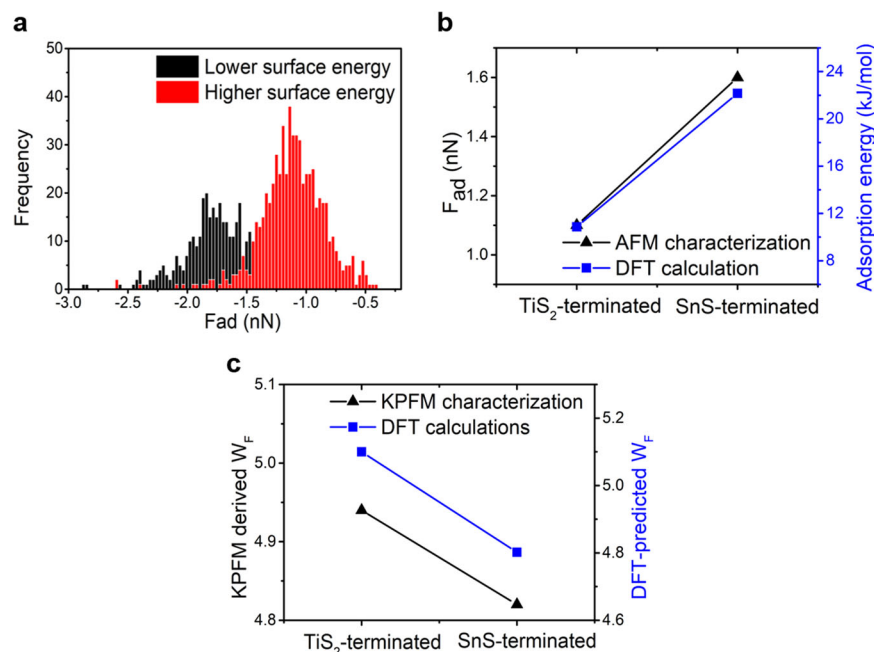 a
50
40
30
20
10
0
Frequency
Lower surface energy
Higher surface energy
-3.0 -2.5 -2.0 -1.5 -1.0 -0.5
Fad (nN)
b
1.6
1.4
1.2
1.0
Fad (nN)
24
22
20
16
12
8
Adsorption energy (kJ/mol)
AFM characterization
DFT calculation
TiS2-terminated SnS-terminated
c
5.1
5.0
4.9
4.8
KPFM derived WF
KPFM characterization
DFT calculations
5.2
5.0
4.8
4.6
DFT-predicted WF
TiS2-terminated SnS-terminated